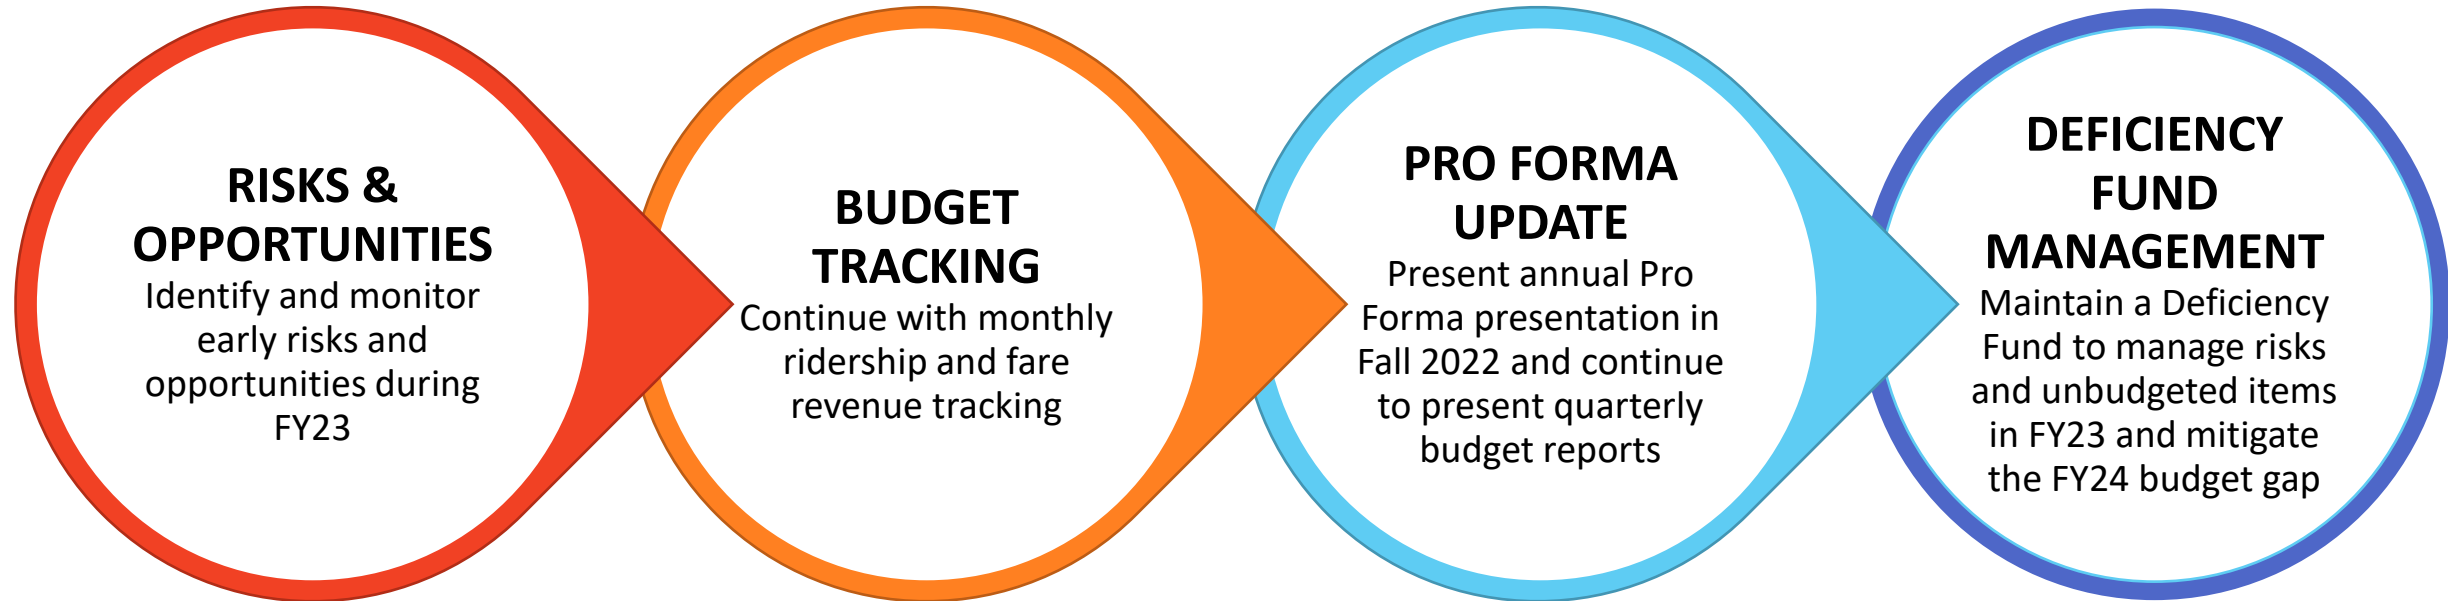 RISKS &
OPPORTUNITIES
Identify and monitor
early risks and
opportunities during
FY23
BUDGET
TRACKING
Continue with monthly
ridership and fare
revenue tracking
PRO FORMA
UPDATE
Present annual Pro
Forma presentation in
Fall 2022 and continue
to present quarterly
budget reports
DEFICIENCY
FUND
MANAGEMENT
Maintain a Deficiency
Fund to manage risks
and unbudgeted items
in FY23 and mitigate
the FY24 budget gap